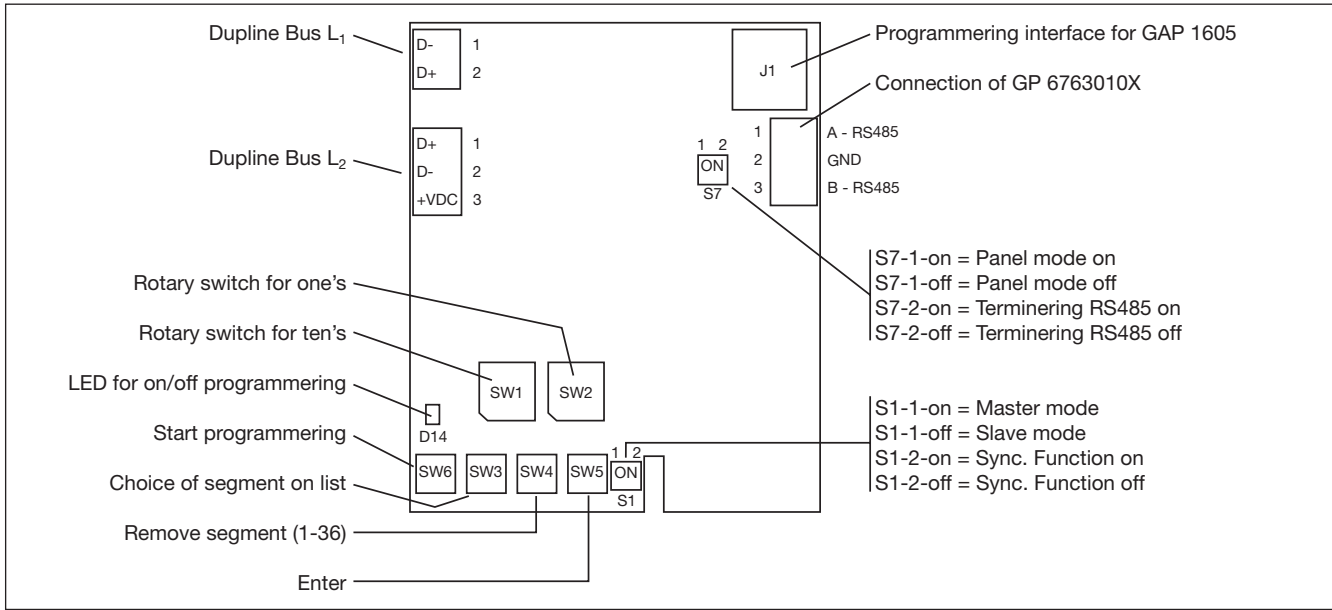 Dupline Bus L₁
D- 1
D+ 2
J1
Programmering interface for GAP 1605
Connection of GP 6763010X
Dupline Bus L₂
D+ 1
D- 2
+VDC 3
1 2
ON
S7
1 A - RS485
2 GND
3 B - RS485
S7-1-on = Panel mode on
S7-1-off = Panel mode off
S7-2-on = Terminering RS485 on
S7-2-off = Terminering RS485 off
Rotary switch for one's
Rotary switch for ten's
LED for on/off programmering
Start programmering
Choice of segment on list
Remove segment (1-36)
Enter
SW1
SW2
D14
SW6
SW3
SW4
SW5
1 2
ON
S1
S1-1-on = Master mode
S1-1-off = Slave mode
S1-2-on = Sync. Function on
S1-2-off = Sync. Function off